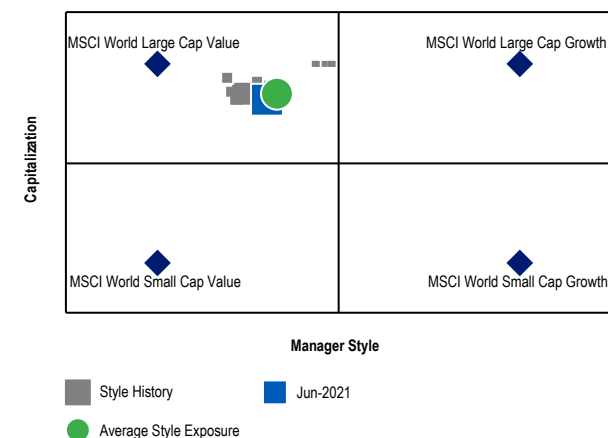 MSCI World Large Cap Value
MSCI World Large Cap Growth
Capitalization
MSCI World Small Cap Value
MSCI World Small Cap Growth
Manager Style
Style History
Jun-2021
Average Style Exposure